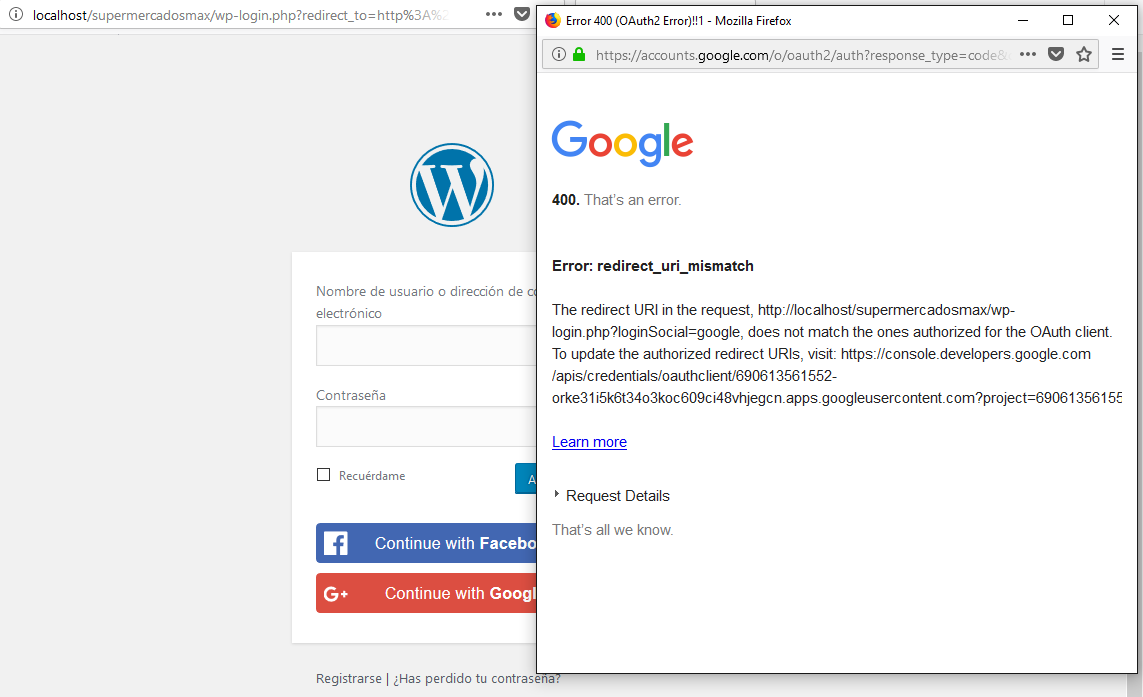 localhost/supermercadosmax/wp-login.php?redirect_to=http%3A%2
Error 400 (OAuth2 Error)!!1 - Mozilla Firefox
https://accounts.google.com/o/oauth2/auth?response_type=code&
Google
400. That's an error.
Error: redirect_uri_mismatch
The redirect URI in the request, http://localhost/supermercadosmax/wp-
login.php?loginSocial=google, does not match the ones authorized for the OAuth client.
To update the authorized redirect URIs, visit: https://console.developers.google.com
/apis/credentials/oauthclient/690613561552-
orke31i5k6t34o3koc609ci48vhjegcn.apps.googleusercontent.com?project=69061356155
Learn more
Request Details
That's all we know.
Nombre de usuario o dirección de co
electrónico
Contraseña
Recuérdame
A
Continue with Facebo
G+
Continue with Googl
Registrarse | ¿Has perdido tu contraseña?